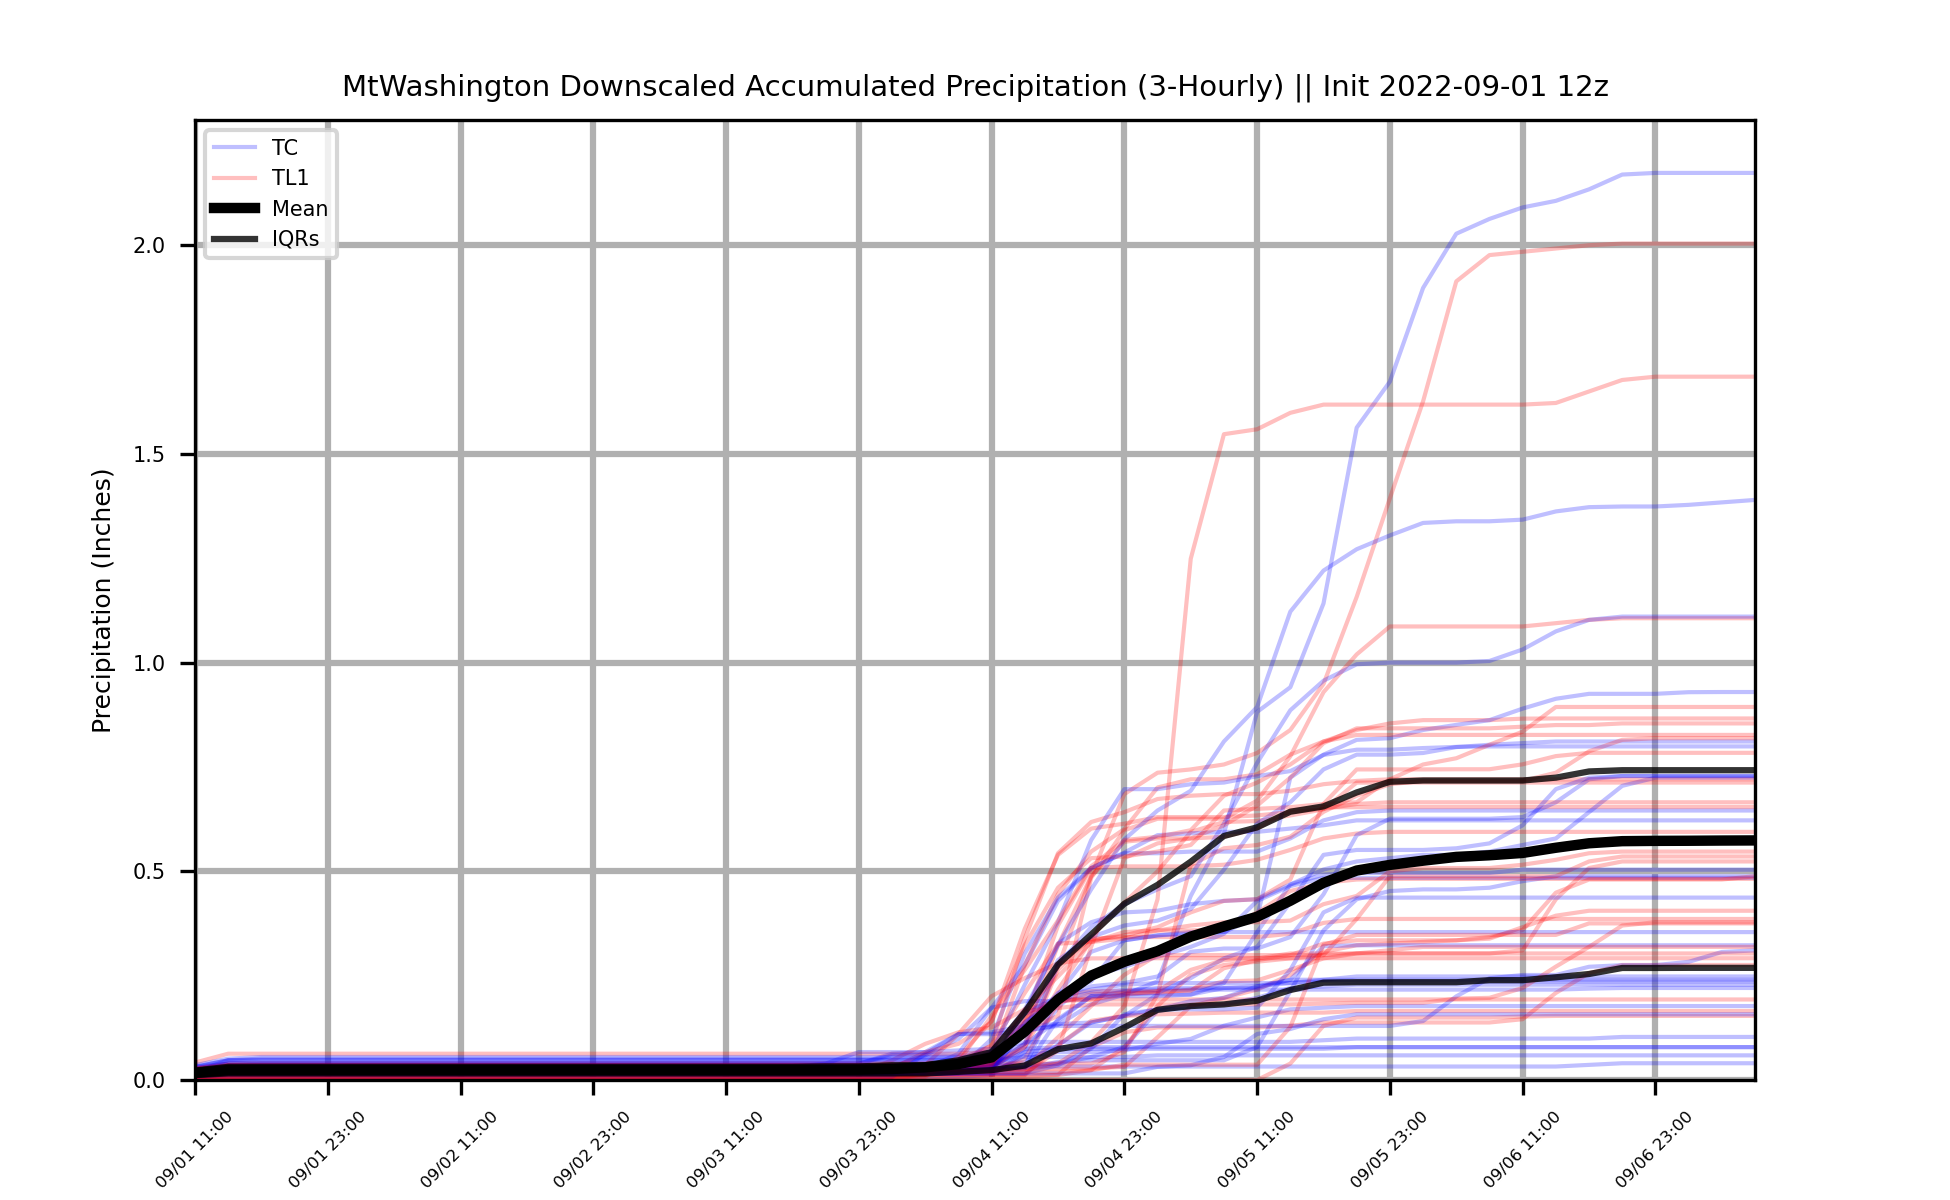 MtWashington Downscaled Accumulated Precipitation (3-Hourly) || Init 2022-09-01 12z
TC
TL1
Mean
IQRs
Precipitation (Inches)
2.0
1.5
1.0
0.5
0.0
09/01 11:00
09/01 23:00
09/02 11:00
09/02 23:00
09/03 11:00
09/03 23:00
09/04 11:00
09/04 23:00
09/05 11:00
09/05 23:00
09/06 11:00
09/06 23:00